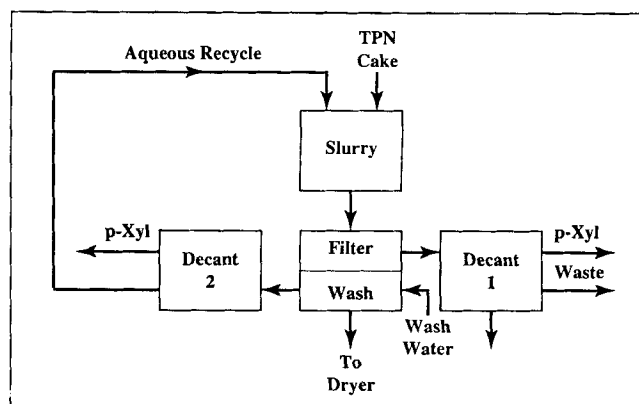 TPN
Cake
Aqueous Recycle
Slurry
p-Xyl
Decant
2
Filter
Wash
Decant
1
p-Xyl
Waste
Wash
Water
To
Dryer